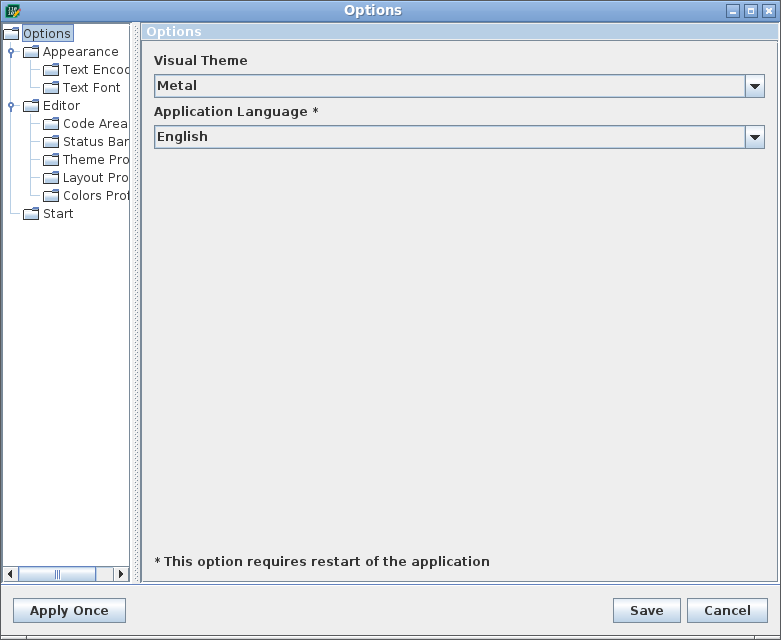 Options
Options
Appearance
Text Encod
Text Font
Editor
Code Area
Status Bar
Theme Pro
Layout Pro
Colors Prof
Start
Options
Visual Theme
Metal
Application Language *
English
* This option requires restart of the application
Apply Once
Save
Cancel